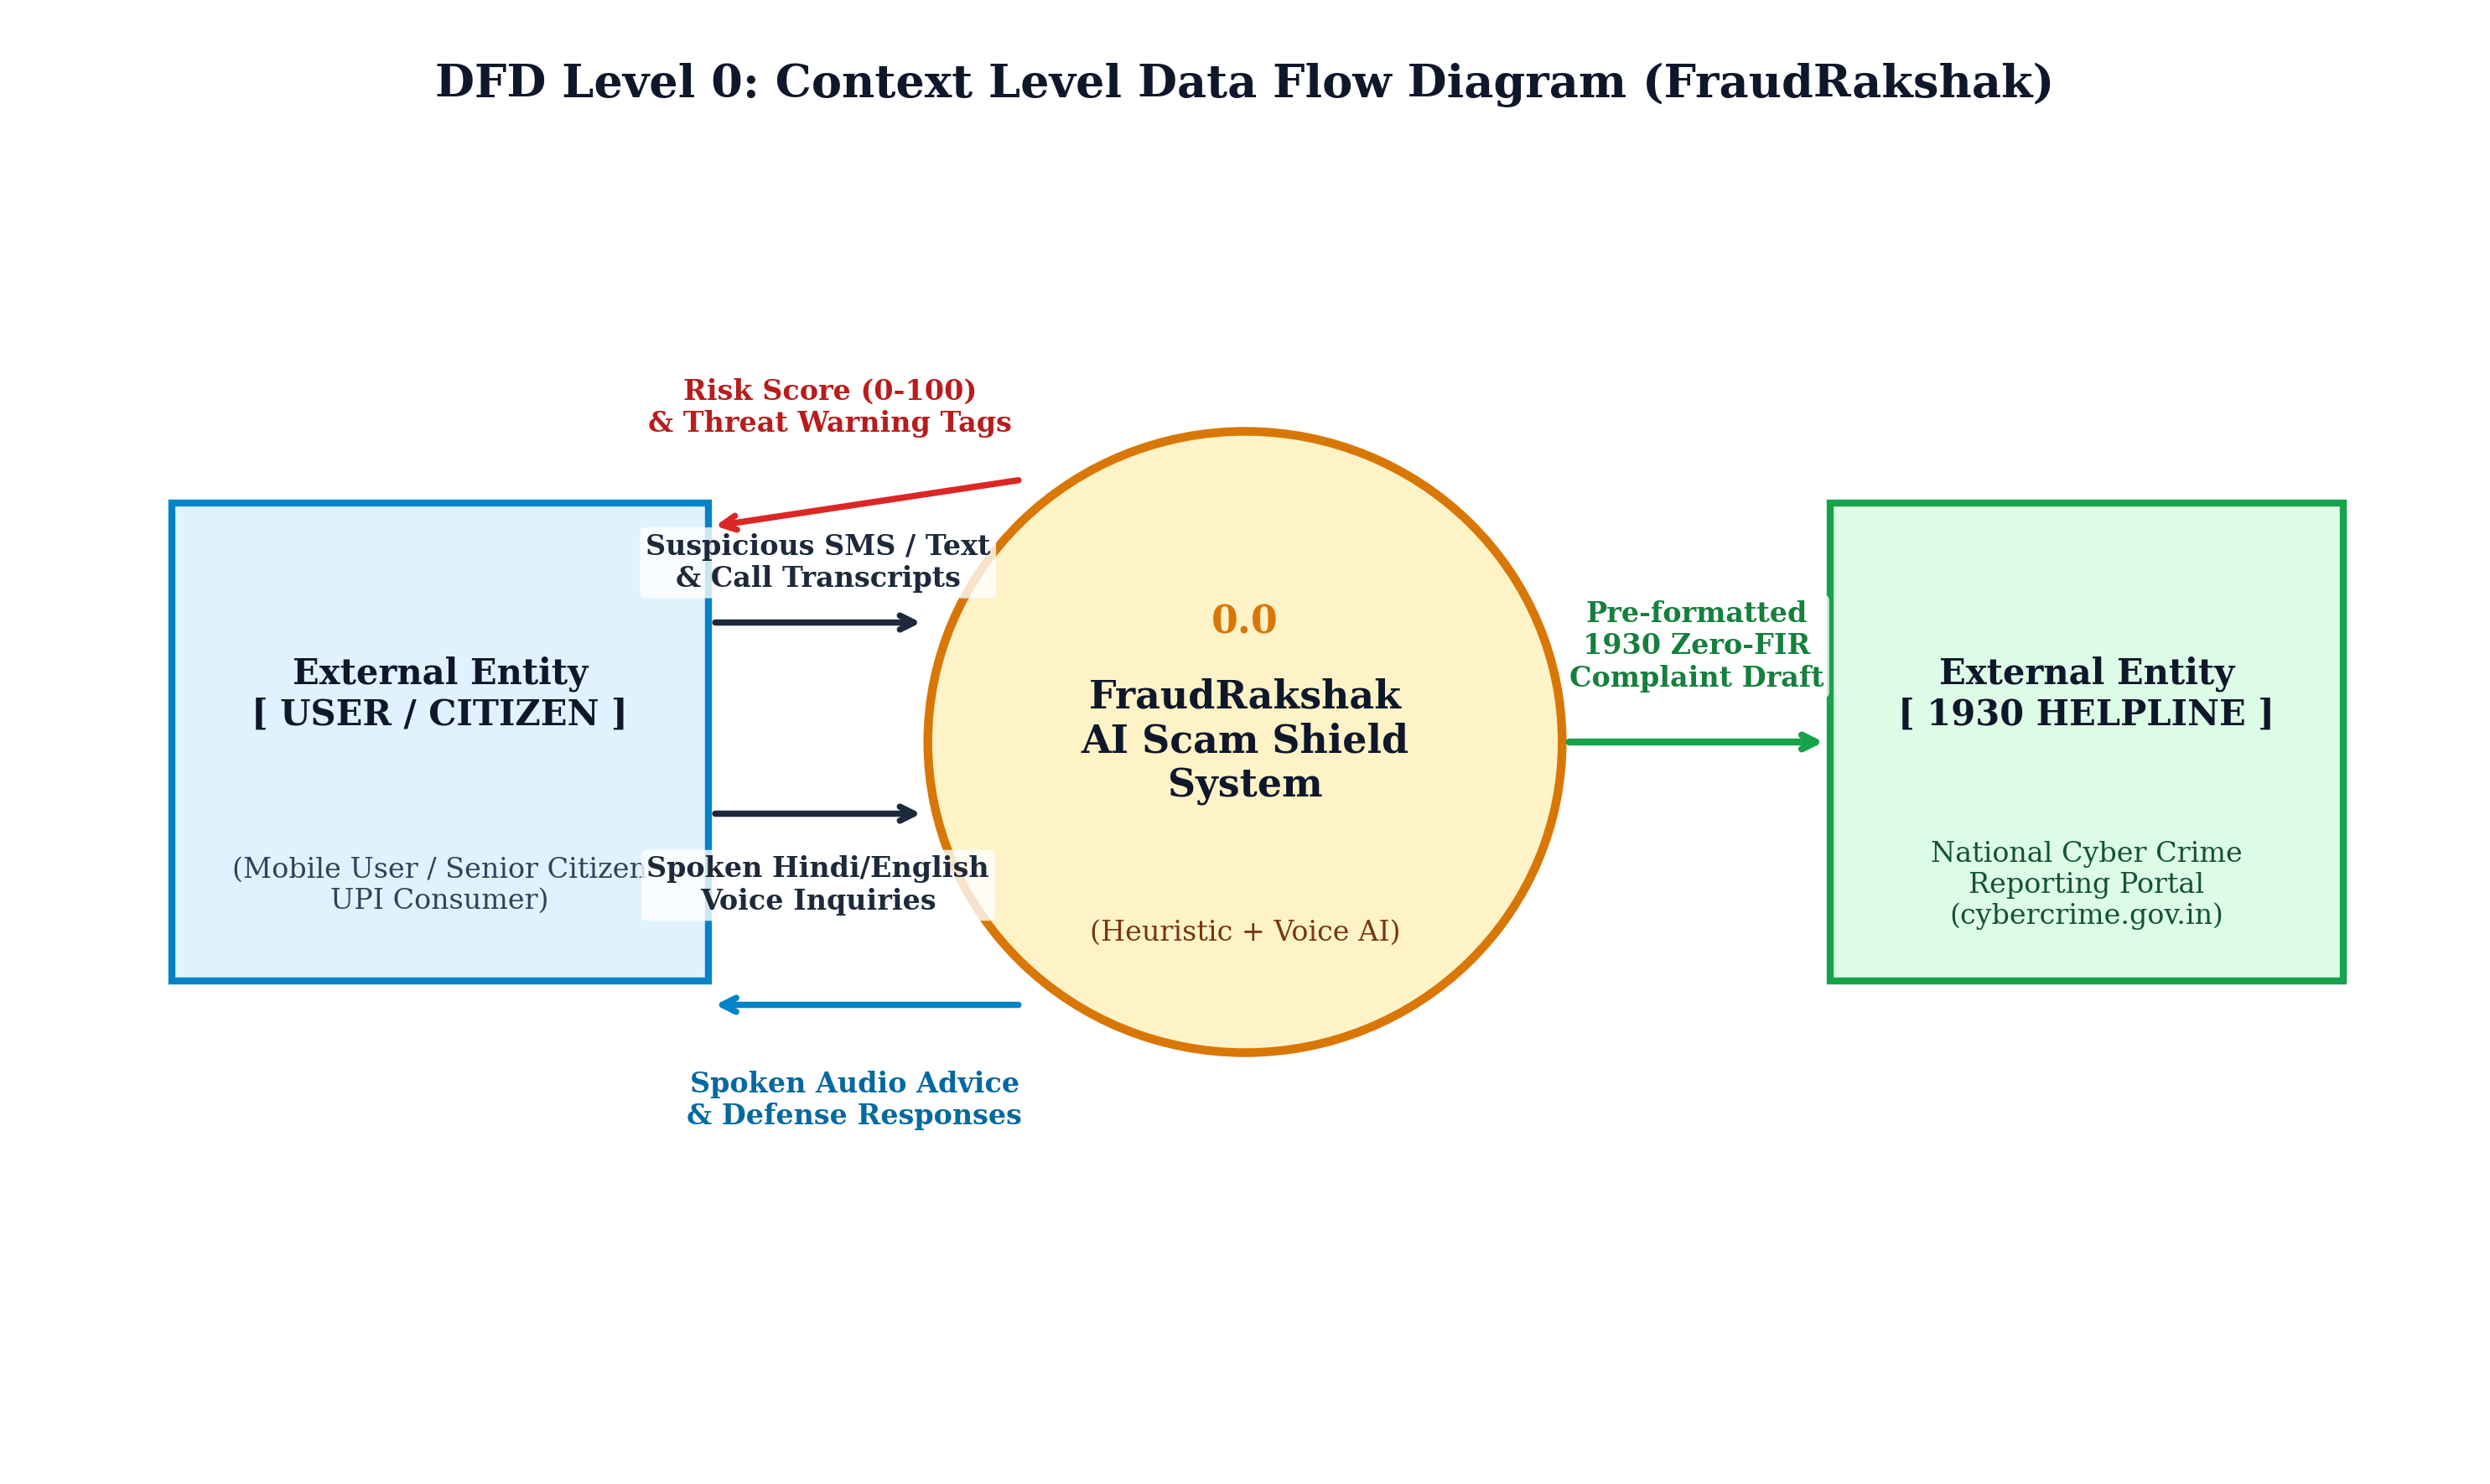 DFD Level 0: Context Level Data Flow Diagram (FraudRakshak)
Risk Score (0-100)
& Threat Warning Tags
Suspicious SMS / Text
& Call Transcripts
External Entity
[ USER / CITIZEN ]
(Mobile User / Senior Citizen
UPI Consumer)
Spoken Hindi/English
Voice Inquiries
Spoken Audio Advice
& Defense Responses
0.0
FraudRakshak
AI Scam Shield
System
(Heuristic + Voice AI)
Pre-formatted
1930 Zero-FIR
Complaint Draft
External Entity
[ 1930 HELPLINE ]
National Cyber Crime
Reporting Portal
(cybercrime.gov.in)